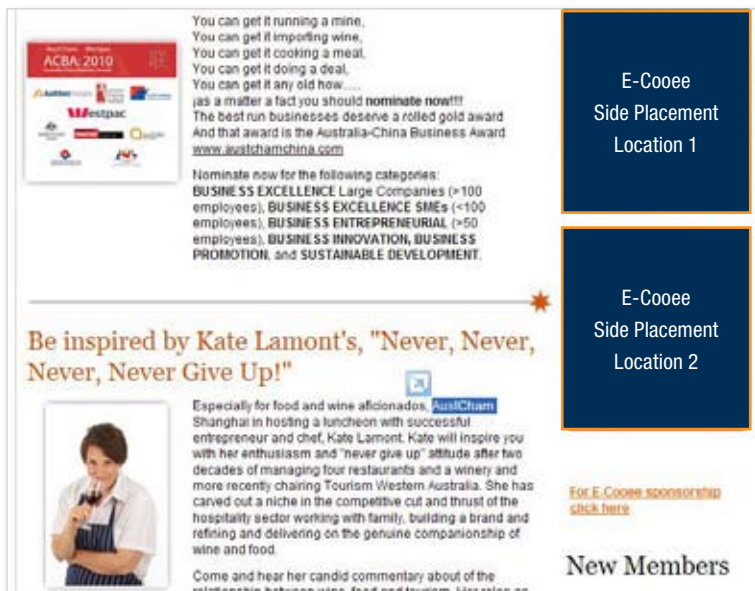 You can get it running a mine,
You can get it importing wine,
You can get it cooking a meal,
You can get it doing a deal,
You can get it any old how.....
jas a matter a fact you should nominate now!!!!
The best run businesses deserve a rolled gold award
And that award is the Australia-China Business Award
www.austchamchina.com
Nominate now for the following categories:
BUSINESS EXCELLENCE Large Companies (>100
employees), BUSINESS EXCELLENCE SMEs (<100
employees), BUSINESS ENTREPRENEURIAL (>50
employees), BUSINESS INNOVATION, BUSINESS
PROMOTION, and SUSTAINABLE DEVELOPMENT.
ACBA: 2010
Westpac
Be inspired by Kate Lamont's, "Never, Never,
Never, Never Give Up!"
Especially for food and wine aficionados, AustCham
Shanghai in hosting a luncheon with successful
entrepreneur and chef, Kate Lamont. Kate will inspire you
with her enthusiasm and "never give up" attitude after two
decades of managing four restaurants and a winery and
more recently chairing Tourism Western Australia. She has
carved out a niche in the competitive cut and thrust of the
hospitality sector working with family, building a brand and
refining and delivering on the genuine companionship of
wine and food.
Come and hear her candid commentary about of the
relationship between wine, food and tourism. Her roles as
E-Cooee
Side Placement
Location 1
E-Cooee
Side Placement
Location 2
For E-Cooee sponsorship
click here
New Members